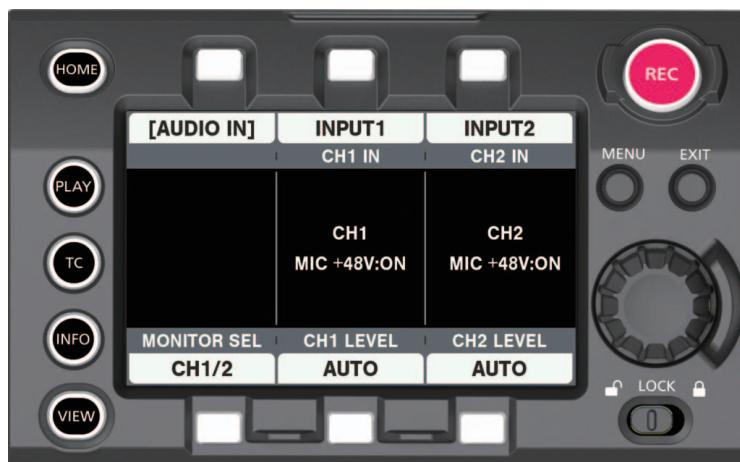 HOME
REC
[AUDIO IN] INPUT1 INPUT2
CH1 IN CH2 IN
MENU EXIT
PLAY
CH1 CH2
MIC +48V:ON MIC +48V:ON
TC
INFO
MONITOR SEL CH1 LEVEL CH2 LEVEL
CH1/2 AUTO AUTO
LOCK
VIEW